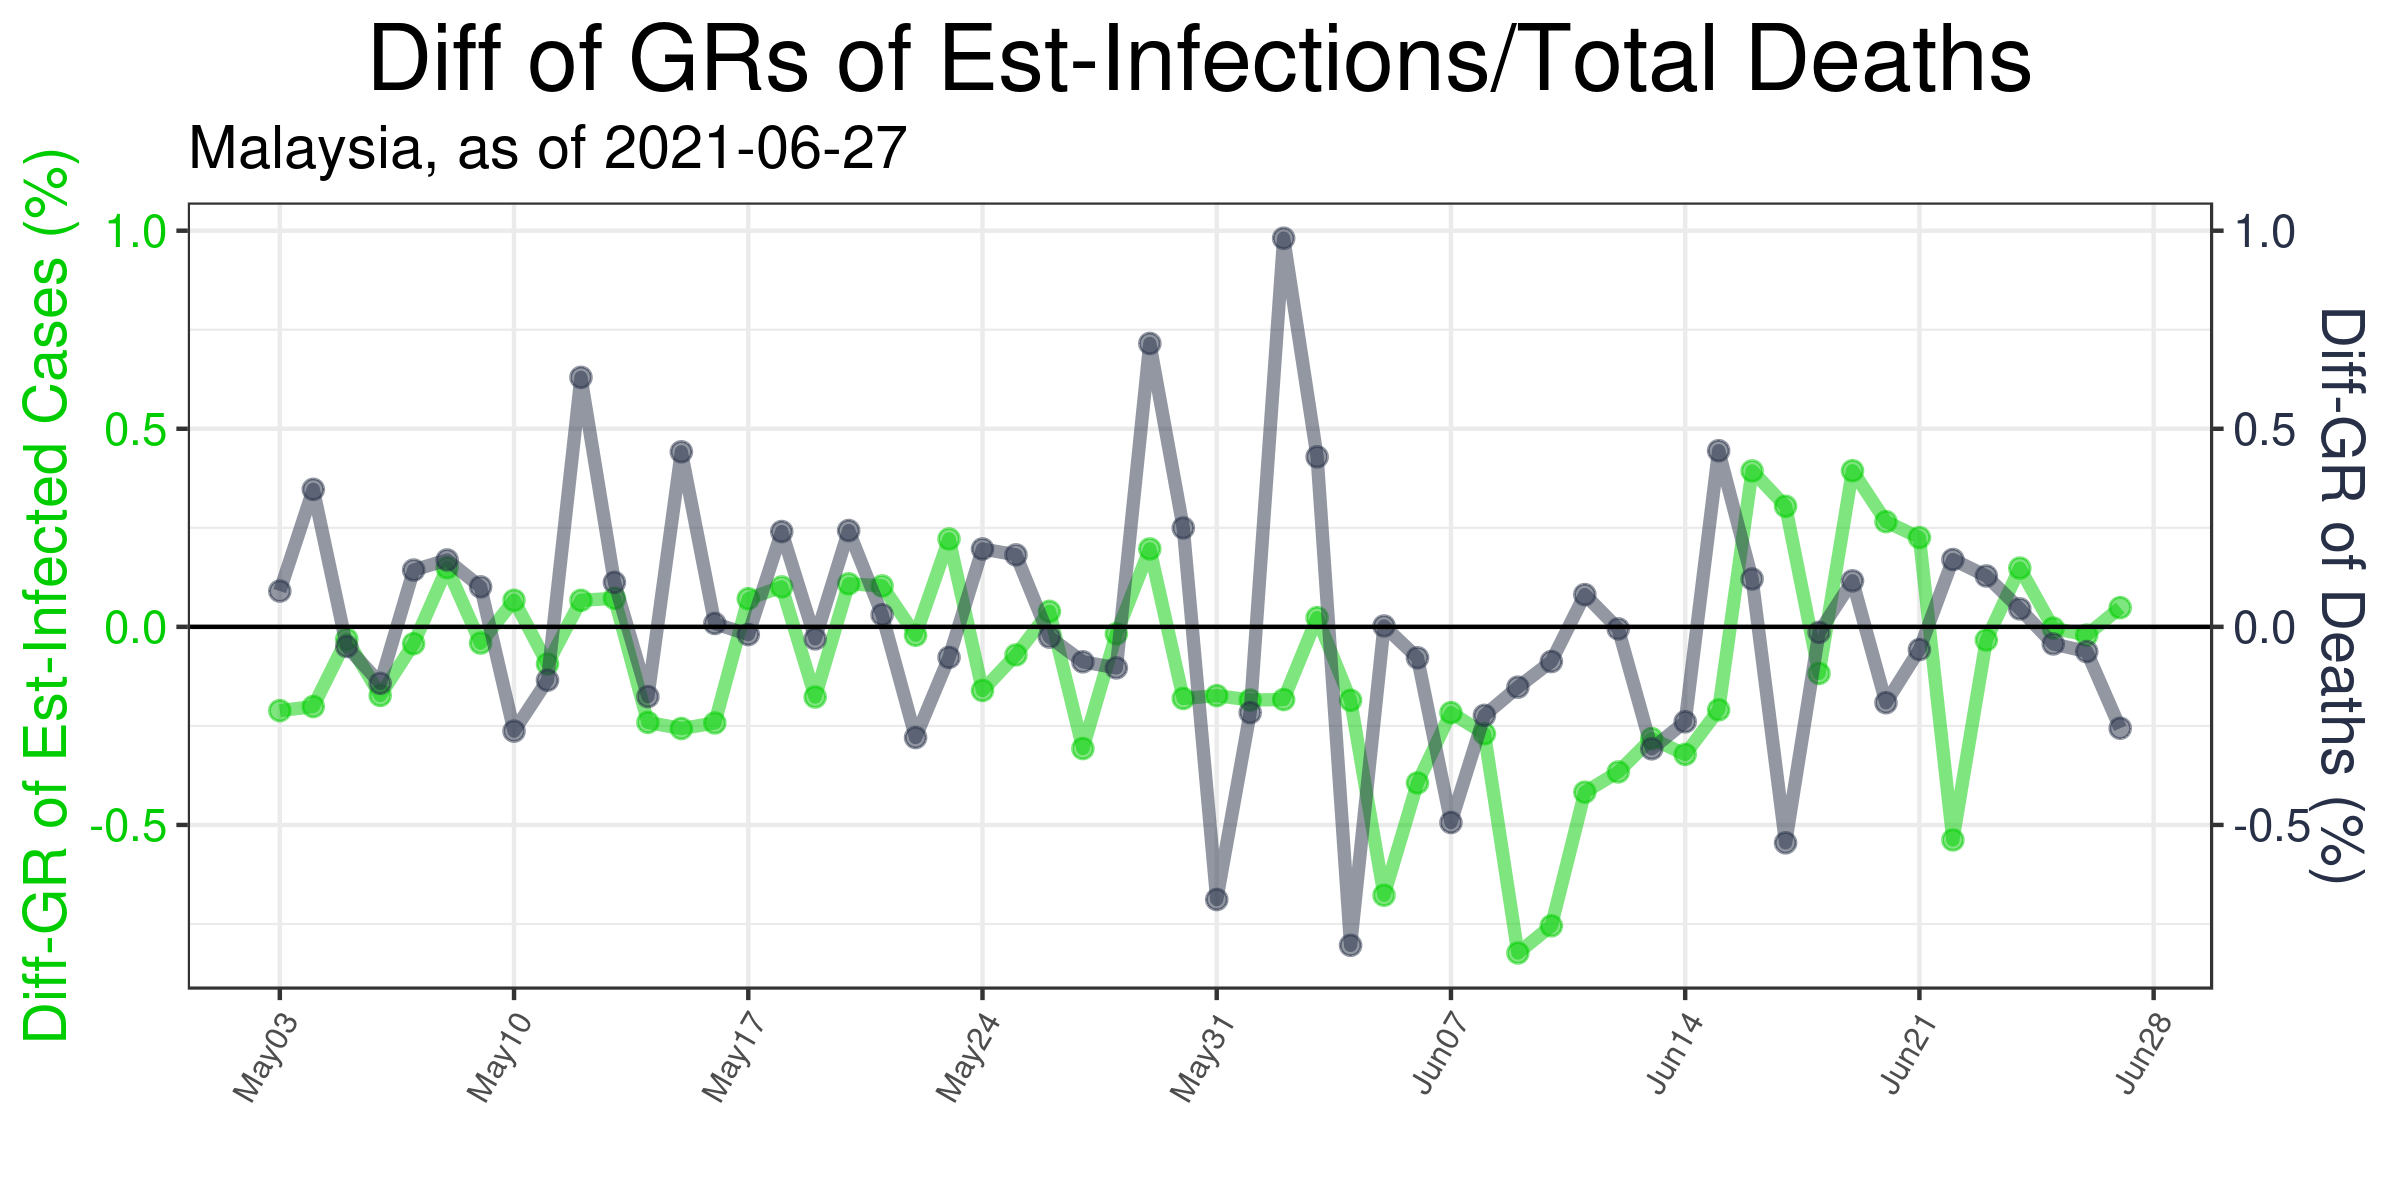 Diff of GRs of Est-Infections/Total Deaths
Malaysia, as of 2021-06-27
Diff-GR of Est-Infected Cases (%)
1.0
0.5
0.0
-0.5
1.0
0.5
0.0
-0.5
Diff-GR of Deaths (%)
May03
May10
May17
May24
May31
Jun07
Jun14
Jun21
Jun28